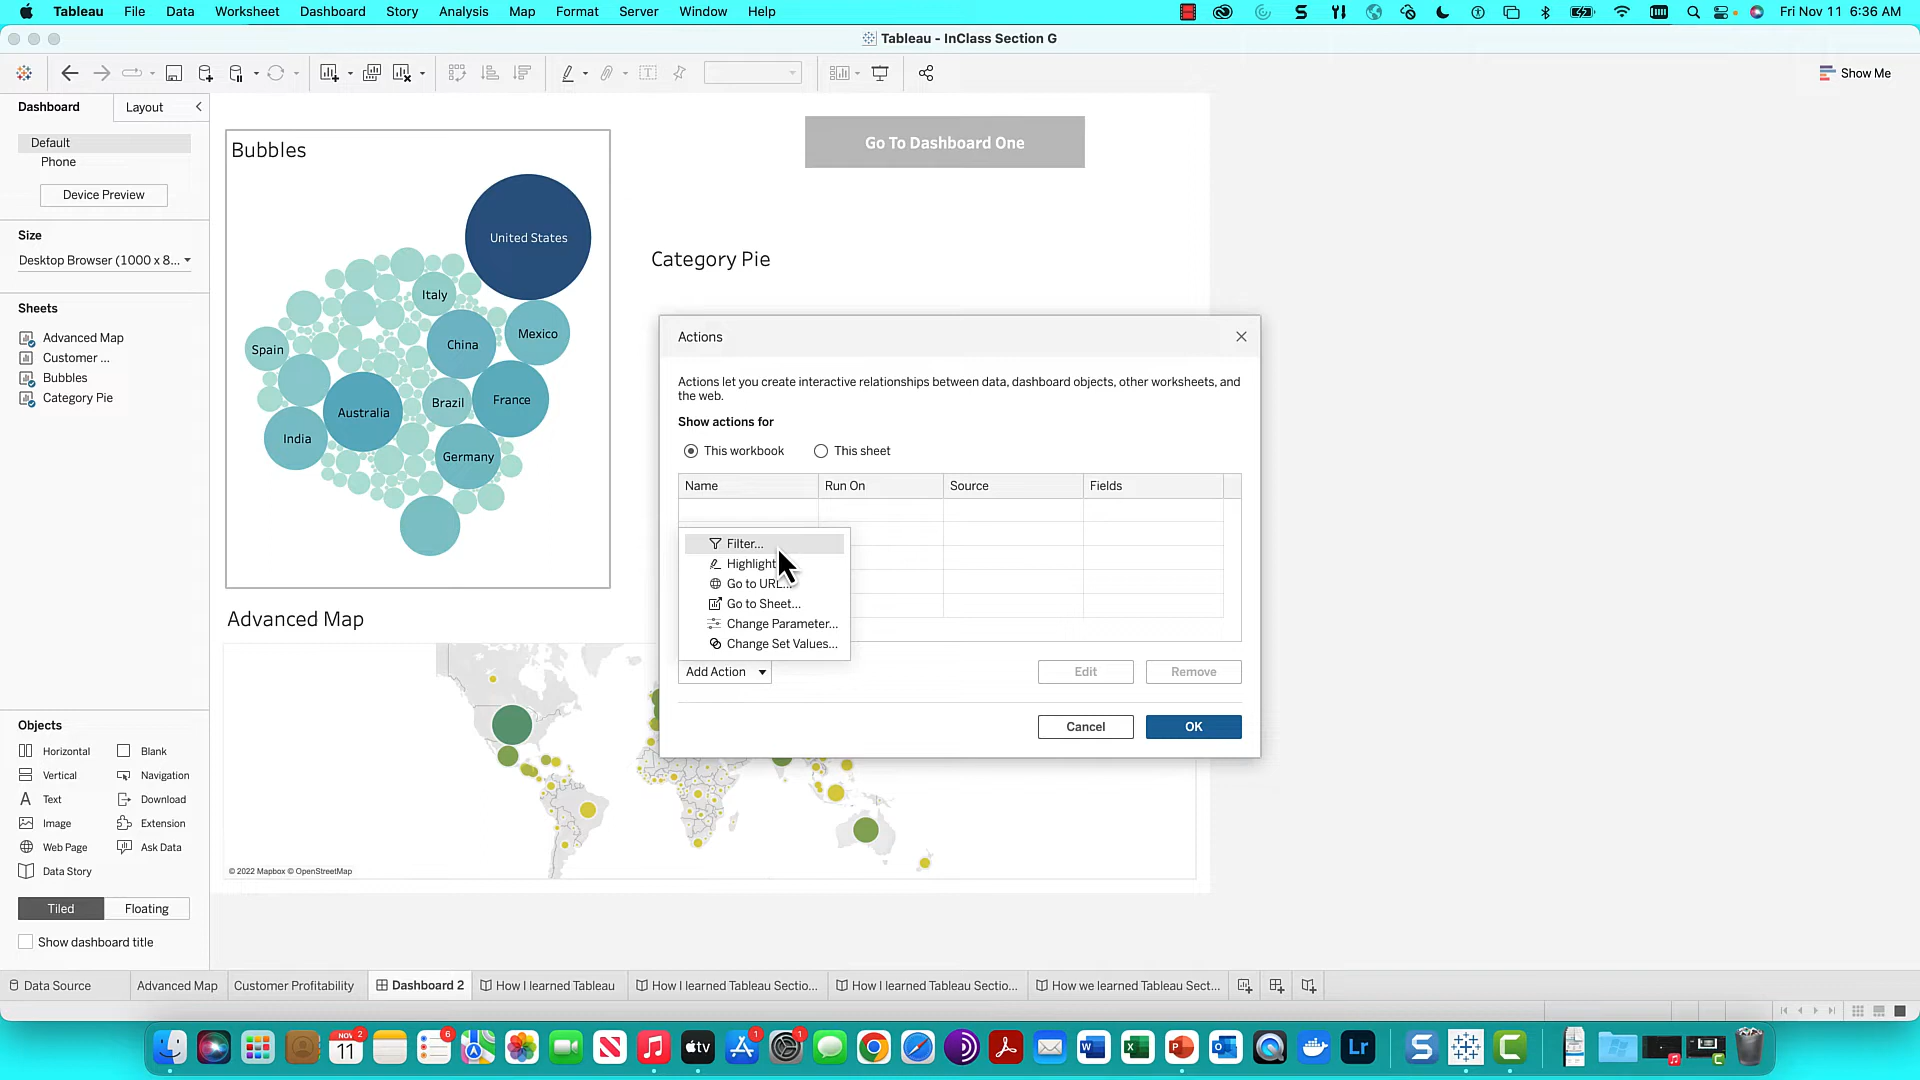 Tableau File Data Worksheet Dashboard Story Analysis Map Format Server Window Help
Fri Nov 11 6:36 AM
Tableau - InClass Section G
Show Me
Dashboard
Layout
Default
Phone
Device Preview
Size
Desktop Browser (1000 x 8...
Sheets
Advanced Map
Customer ...
Bubbles
Category Pie
Objects
Horizontal
Blank
Vertical
Navigation
Text
Download
Image
Extension
Web Page
Ask Data
Data Story
Tiled
Floating
Show dashboard title
Bubbles
United States
Italy
Mexico
China
Spain
Brazil
France
Australia
India
Germany
Go To Dashboard One
Category Pie
Advanced Map
© 2022 Mapbox © OpenStreetMap
Actions
Actions let you create interactive relationships between data, dashboard objects, other worksheets, and
the web.
Show actions for
This workbook
This sheet
Name
Run On
Source
Fields
Filter...
Highlight
Go to URL...
Go to Sheet...
Change Parameter...
Change Set Values...
Add Action
Edit
Remove
Cancel
OK
Data Source
Advanced Map
Customer Profitability
Dashboard 2
How I learned Tableau
How I learned Tableau Sectio...
How I learned Tableau Sectio...
How we learned Tableau Sect...
NOV
11
2
6
tv
1
1
W
X
P
Lr
S
C